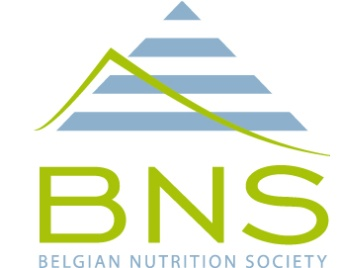 BNS
BELGIAN NUTRITION SOCIETY